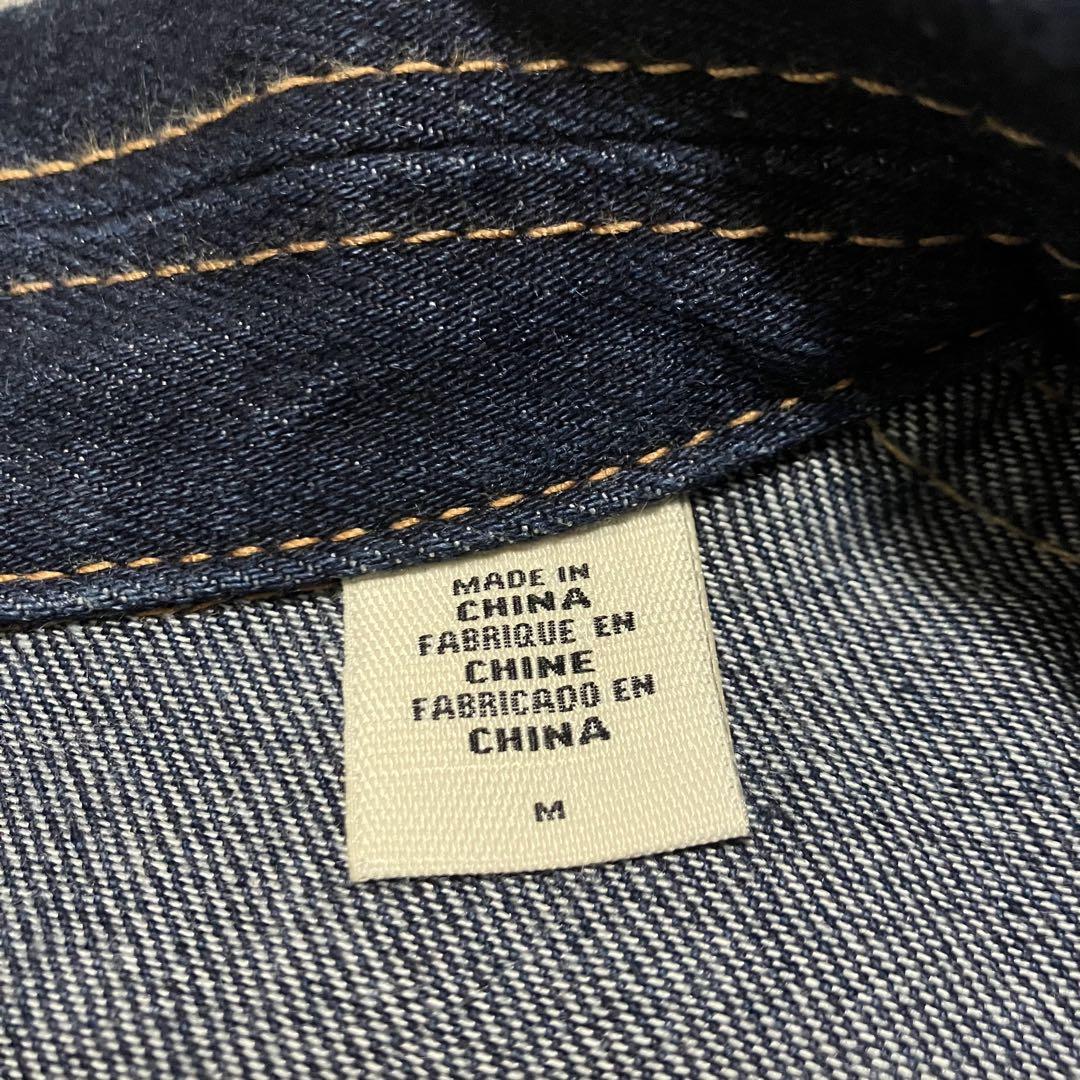 MADE IN
CHINA
FABRIQUE EN
CHINE
FABRICADO EN
CHINA
M